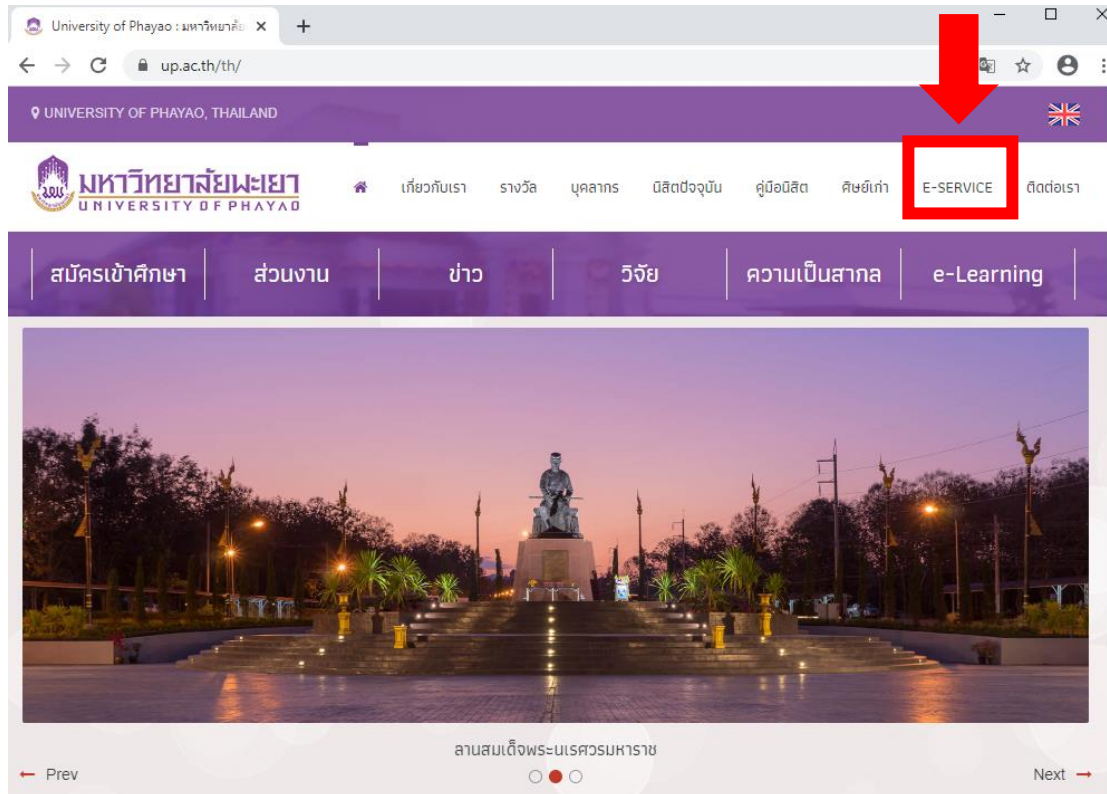 University of Phayao : มหาวิทยาลัย
up.ac.th/th/
UNIVERSITY OF PHAYAO, THAILAND
มหาวิทยาลัยพะเยา
UNIVERSITY OF PHAYAO
เกี่ยวกับเรา รางวัล บุคลากร นิสิตปัจจุบัน คู่มือนิสิต ศิษย์เก่า E-SERVICE ติดต่อเรา
สมัครเข้าศึกษา ส่วนงาน ข่าว วิจัย ความเป็นสากล e-Learning
ลานสมเด็จพระนเรศวรมหาราช
← Prev Next →